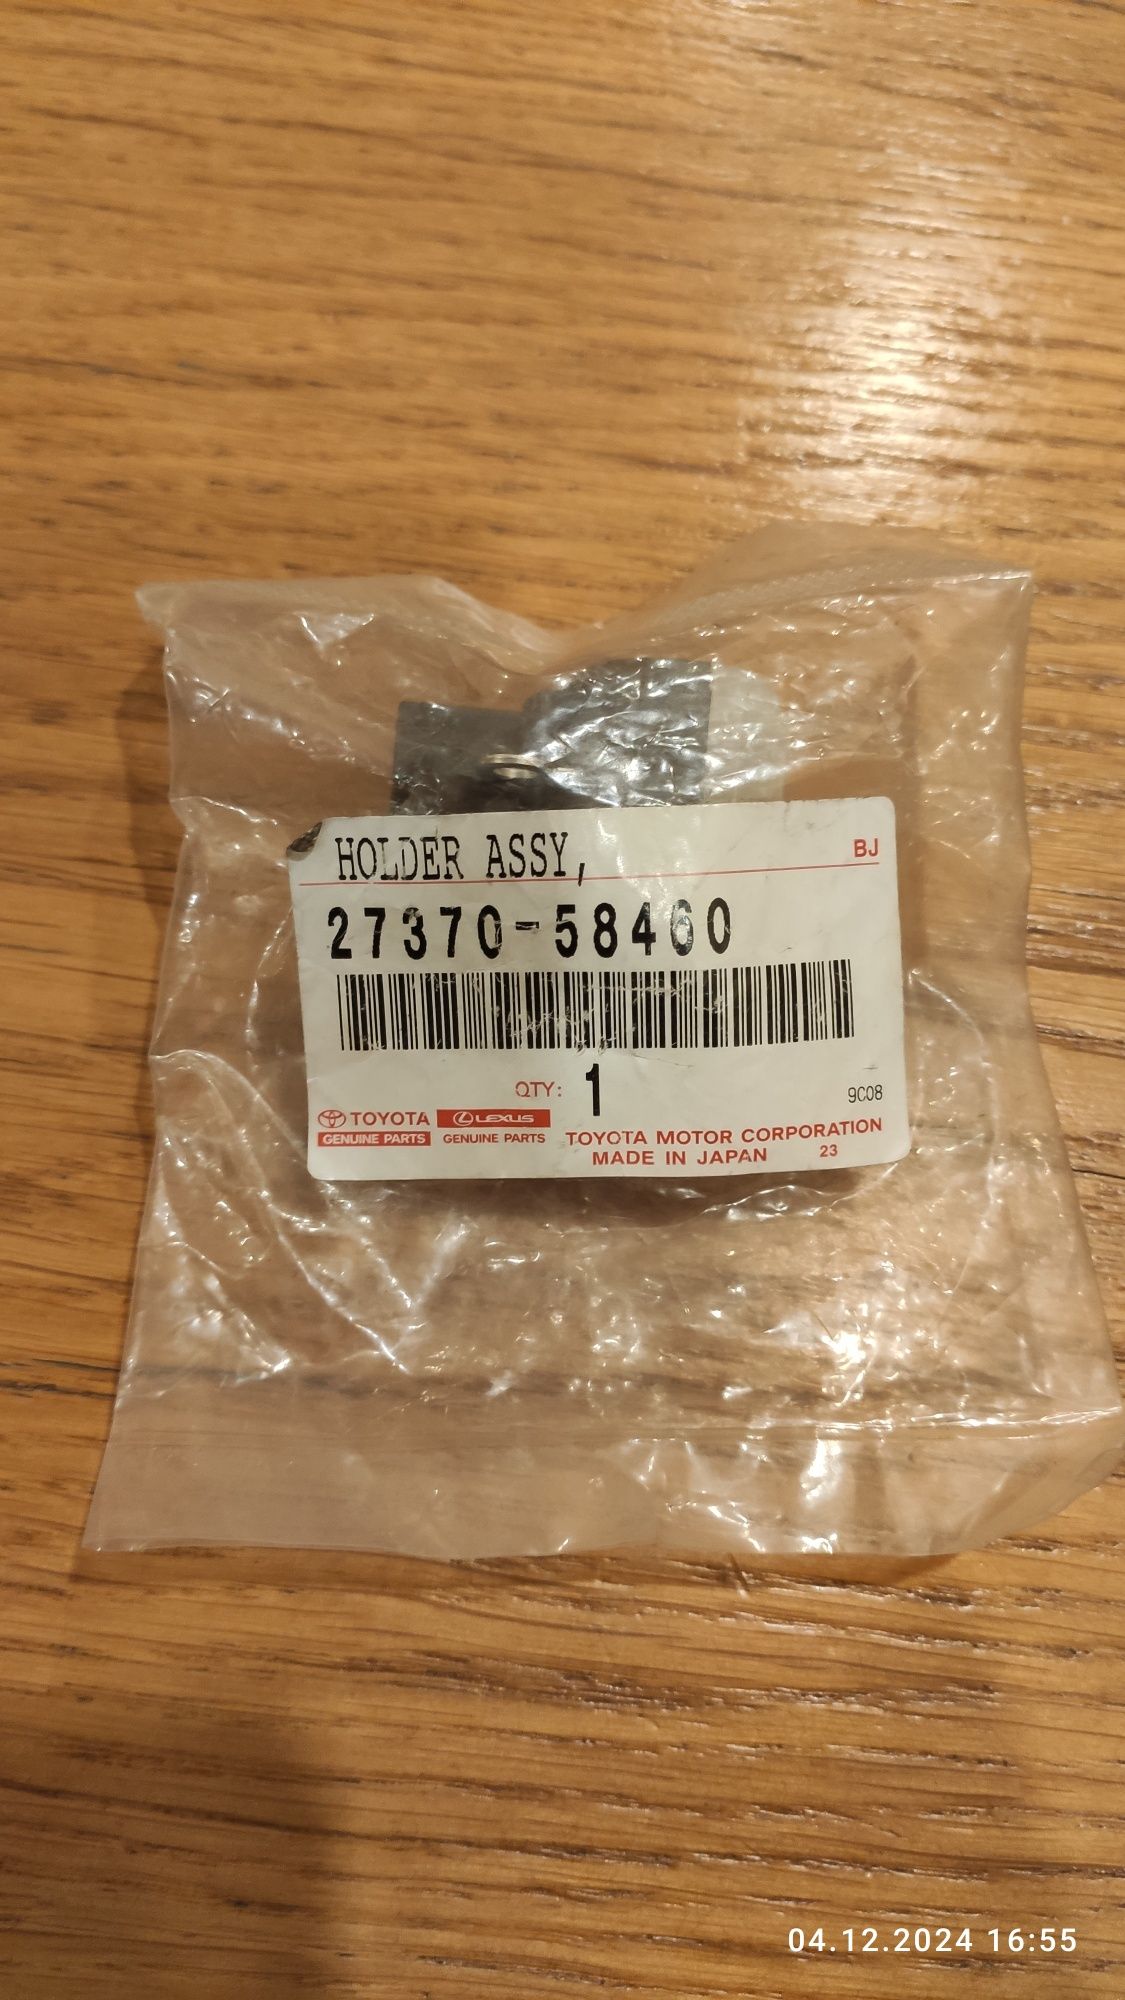 HOLDER ASSY,
BJ
27370-58460
QTY: 1
9C08
TOYOTA
GENUINE PARTS
LEXUS
GENUINE PARTS
TOYOTA MOTOR CORPORATION
MADE IN JAPAN 23
04.12.2024 16:55